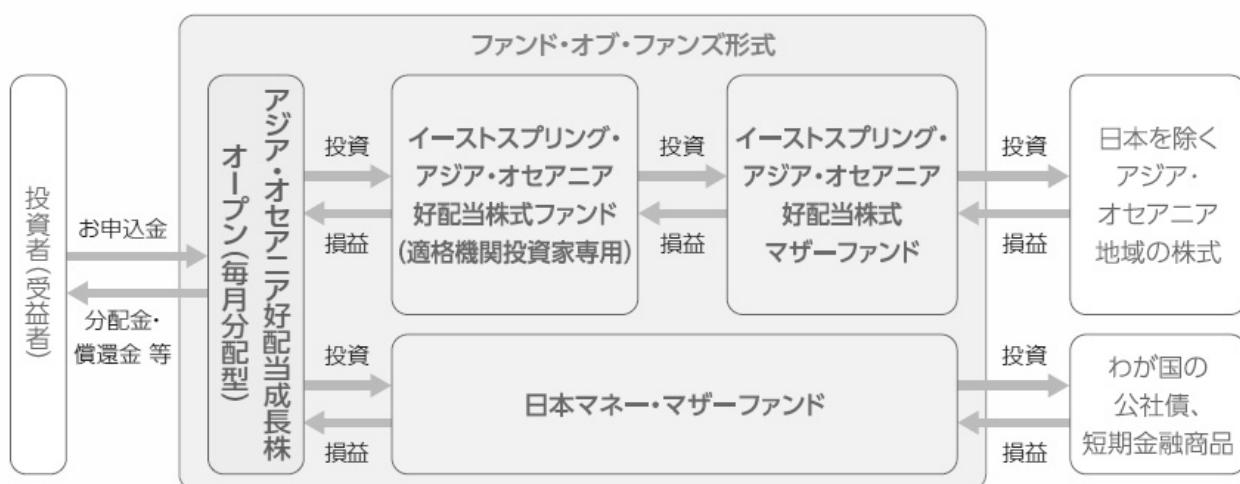 ファンド・オブ・ファンズ形式
投資者(受益者)
お申込金
分配金・
償還金 等
アジア・オセアニア好配当成長株
オープン(毎月分配型)
投資
損益
イーストスプリング・
アジア・オセアニア
好配当株式ファンド
(適格機関投資家専用)
投資
損益
イーストスプリング・
アジア・オセアニア
好配当株式
マザーファンド
投資
損益
日本を除く
アジア・
オセアニア
地域の株式
投資
損益
日本マネー・マザーファンド
投資
損益
わが国の
公社債、
短期金融商品